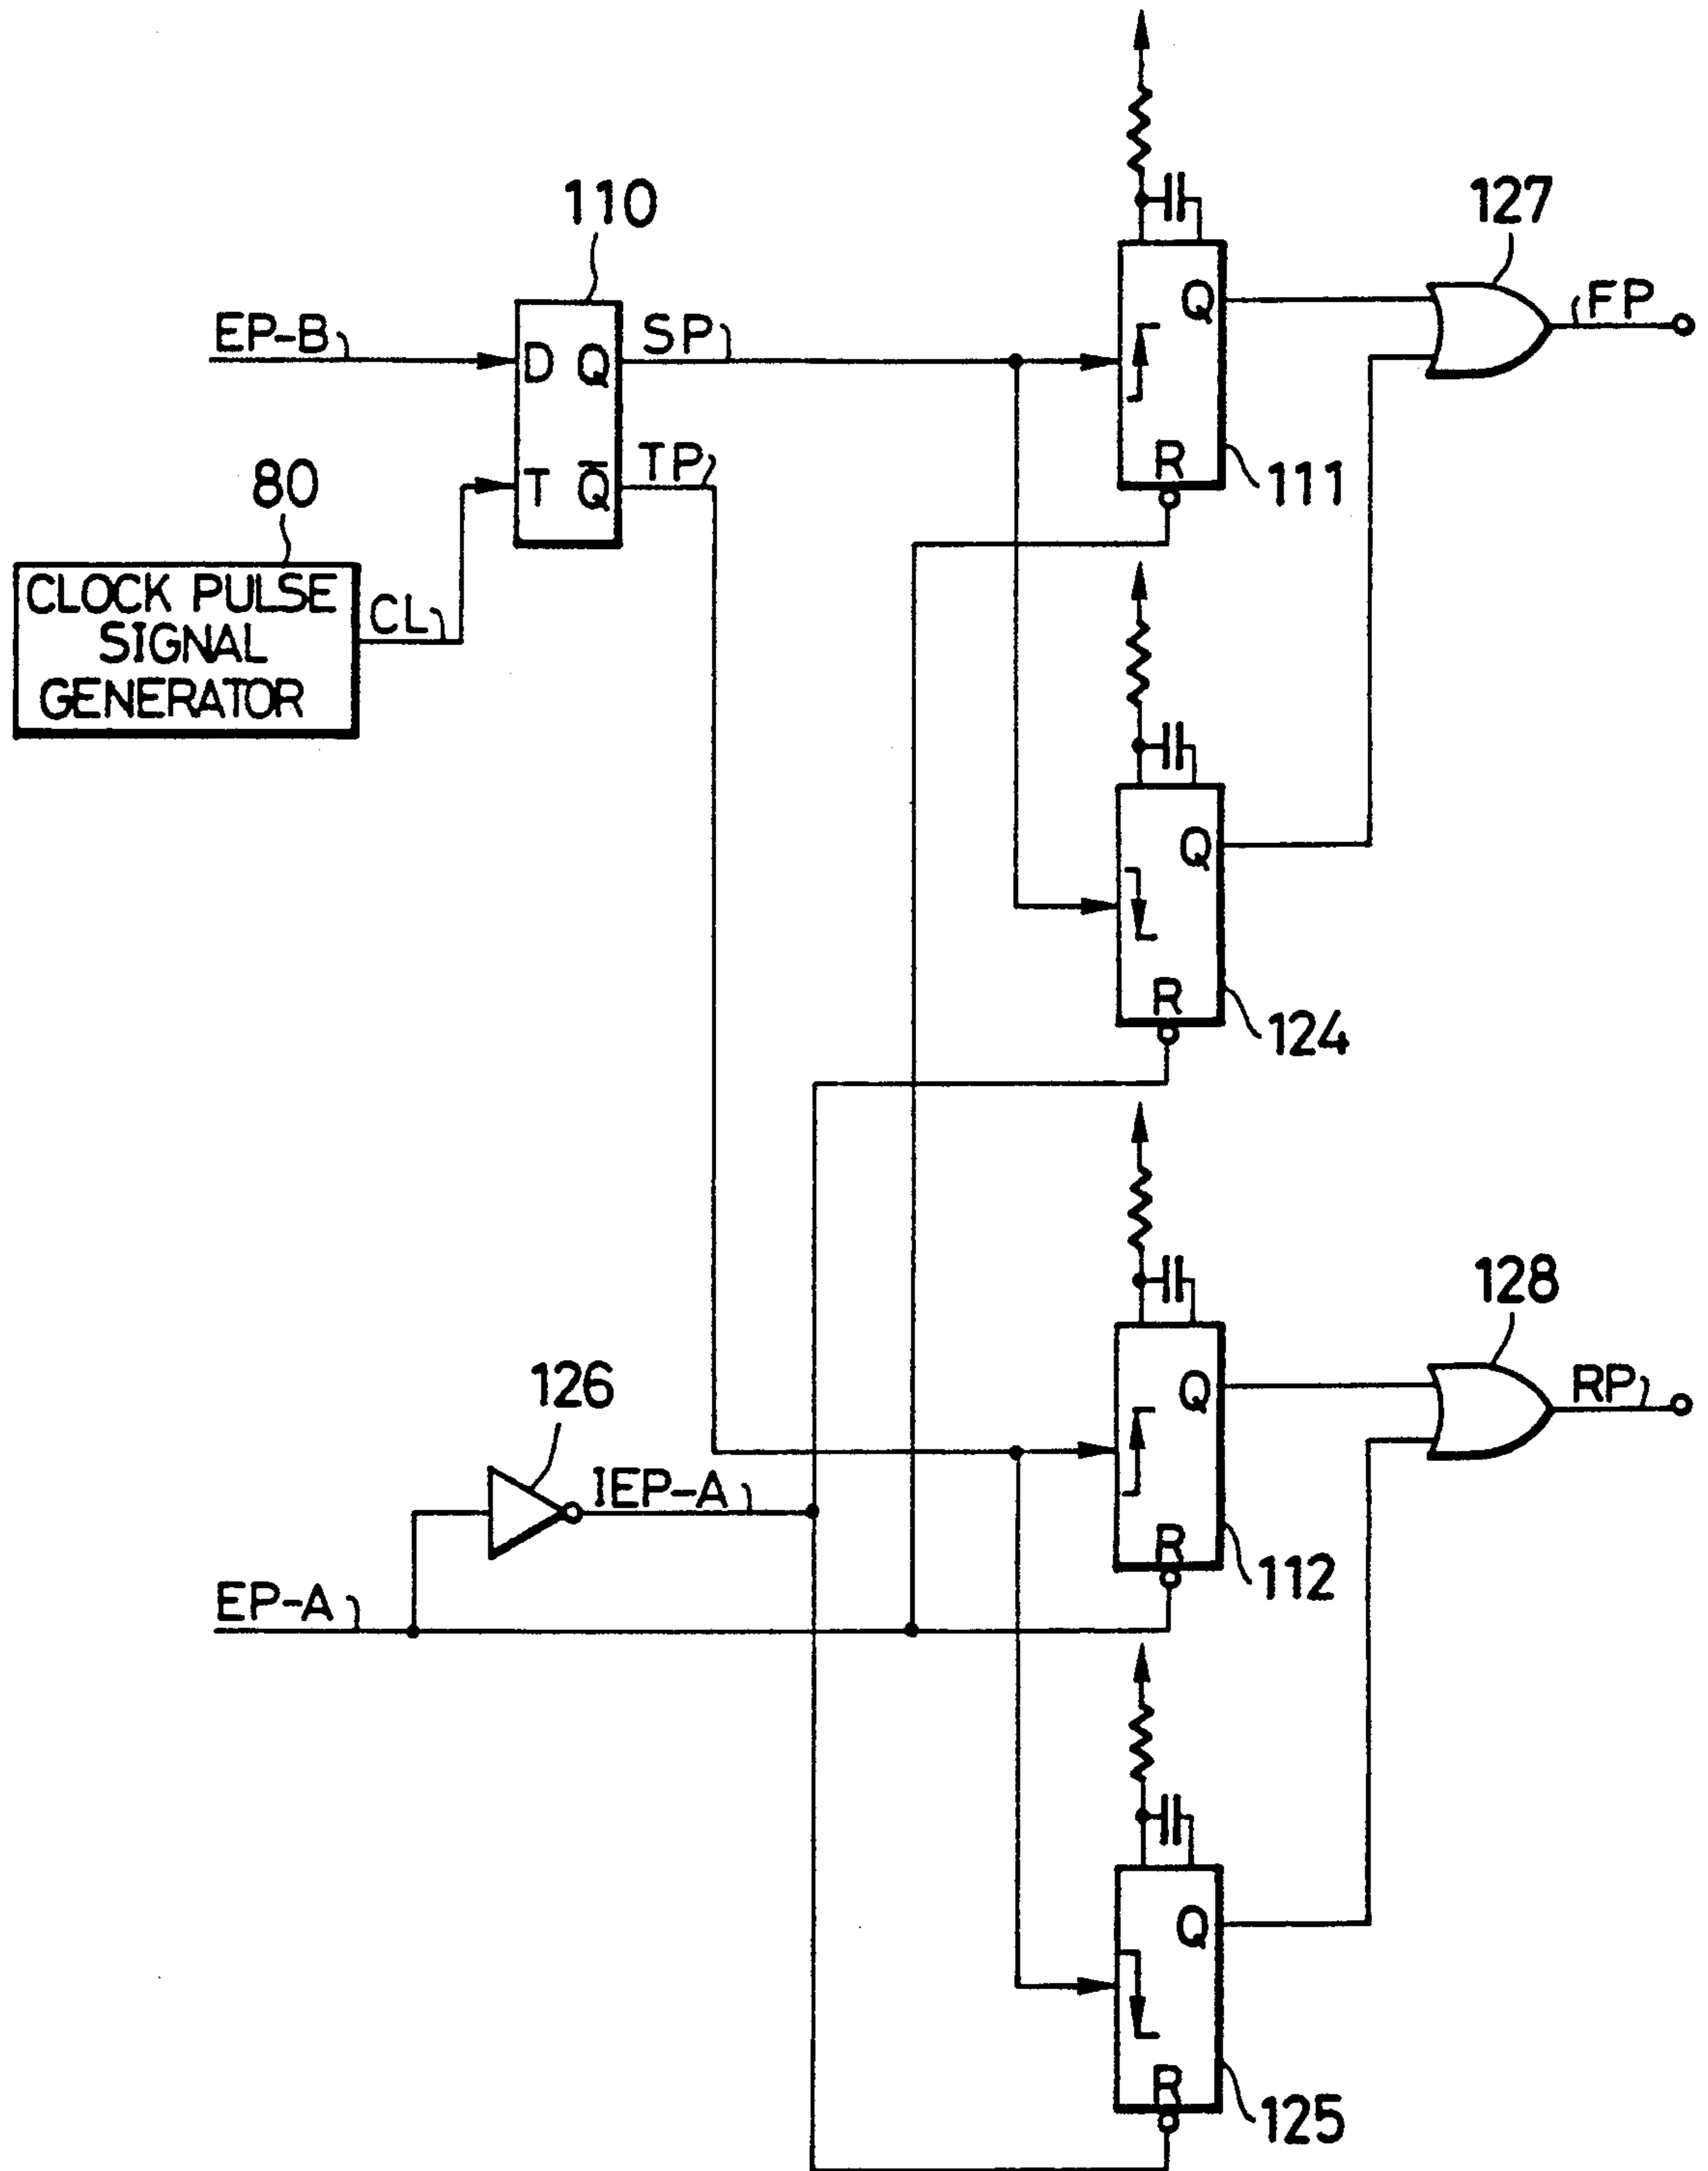 110
127
Q
FP
EP-B
D Q
SP
R
111
80
T Q̅
TP
CLOCK PULSE
SIGNAL
GENERATOR
CL
Q
R
124
128
126
Q
RP
IEP-A
R
112
EP-A
Q
R
125